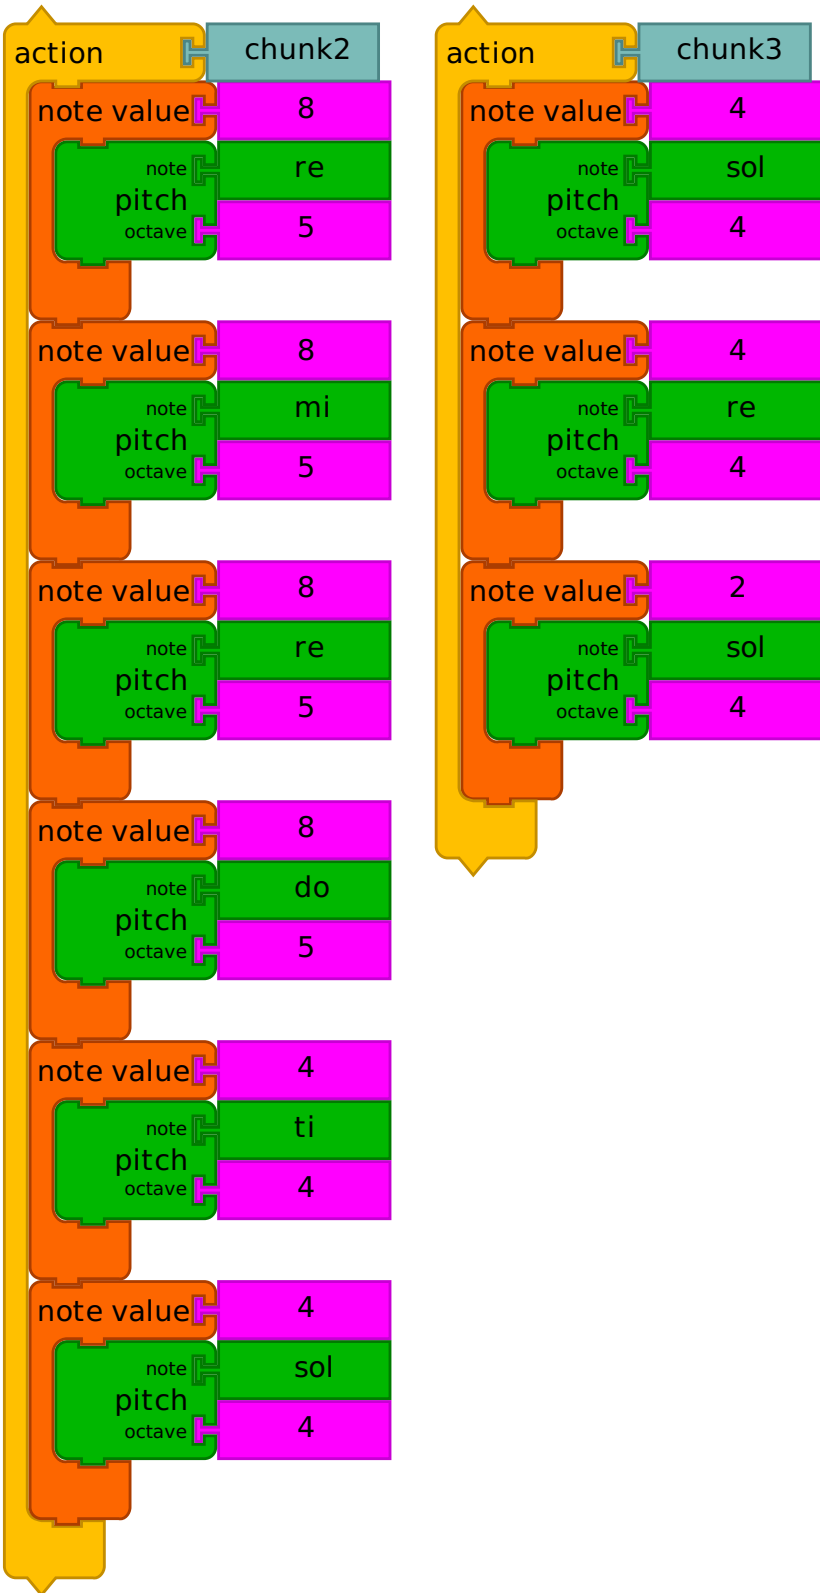 action chunk2
note value 8
note re
pitch
octave 5
note value 8
note mi
pitch
octave 5
note value 8
note re
pitch
octave 5
note value 8
note do
pitch
octave 5
note value 4
note ti
pitch
octave 4
note value 4
note sol
pitch
octave 4
action chunk3
note value 4
note sol
pitch
octave 4
note value 4
note re
pitch
octave 4
note value 2
note sol
pitch
octave 4